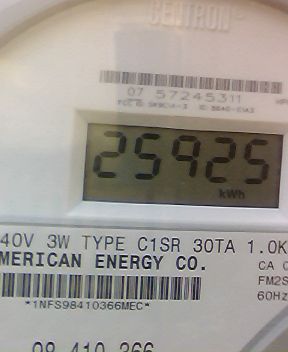 CENTRON
07 57245311
25925
kWh
40V 3W TYPE C1SR 30TA 1.0K
MERICAN ENERGY CO.
CA 0
FM2S
60Hz
*1NFS98410366MEC*
98 410 366